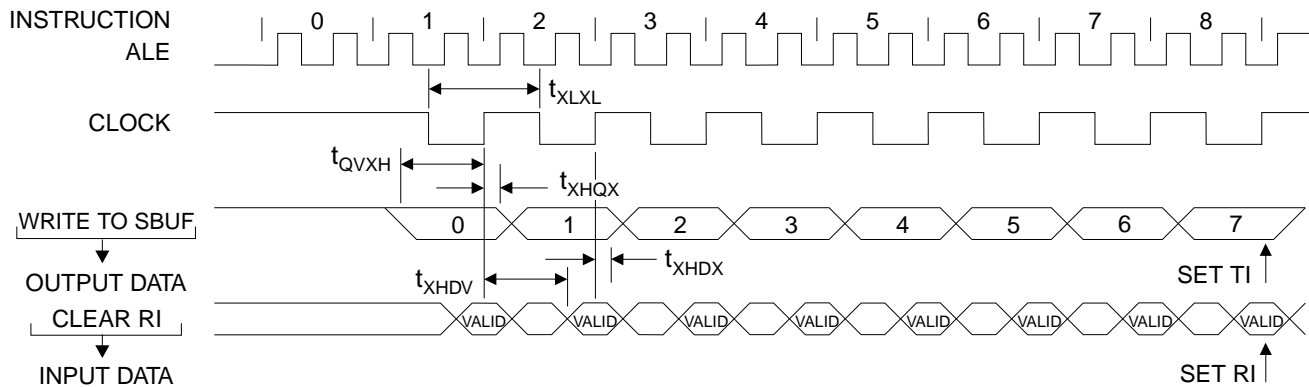 INSTRUCTION 0 1 2 3 4 5 6 7 8
ALE
tXLXL
CLOCK
tQVXH
tXHQX
WRITE TO SBUF 0 1 2 3 4 5 6 7
tXHDX
OUTPUT DATA SET TI
tXHDV
CLEAR RI VALID VALID VALID VALID VALID VALID VALID VALID
INPUT DATA SET RI